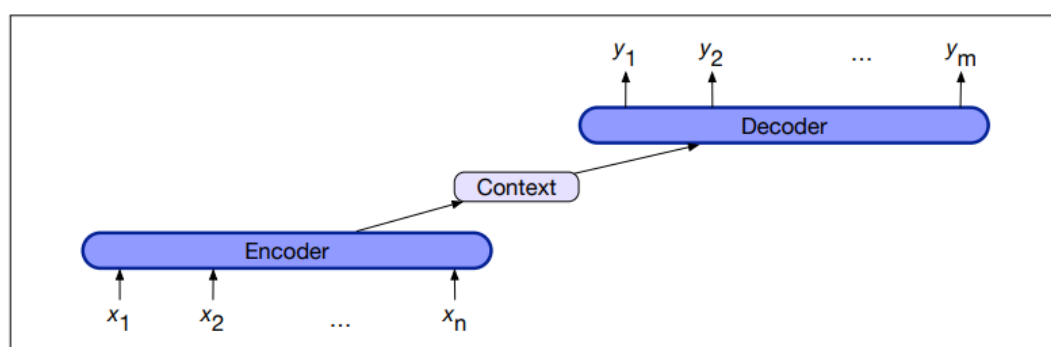 y1 y2 ... ym
Decoder
Context
Encoder
x1 x2 ... xn